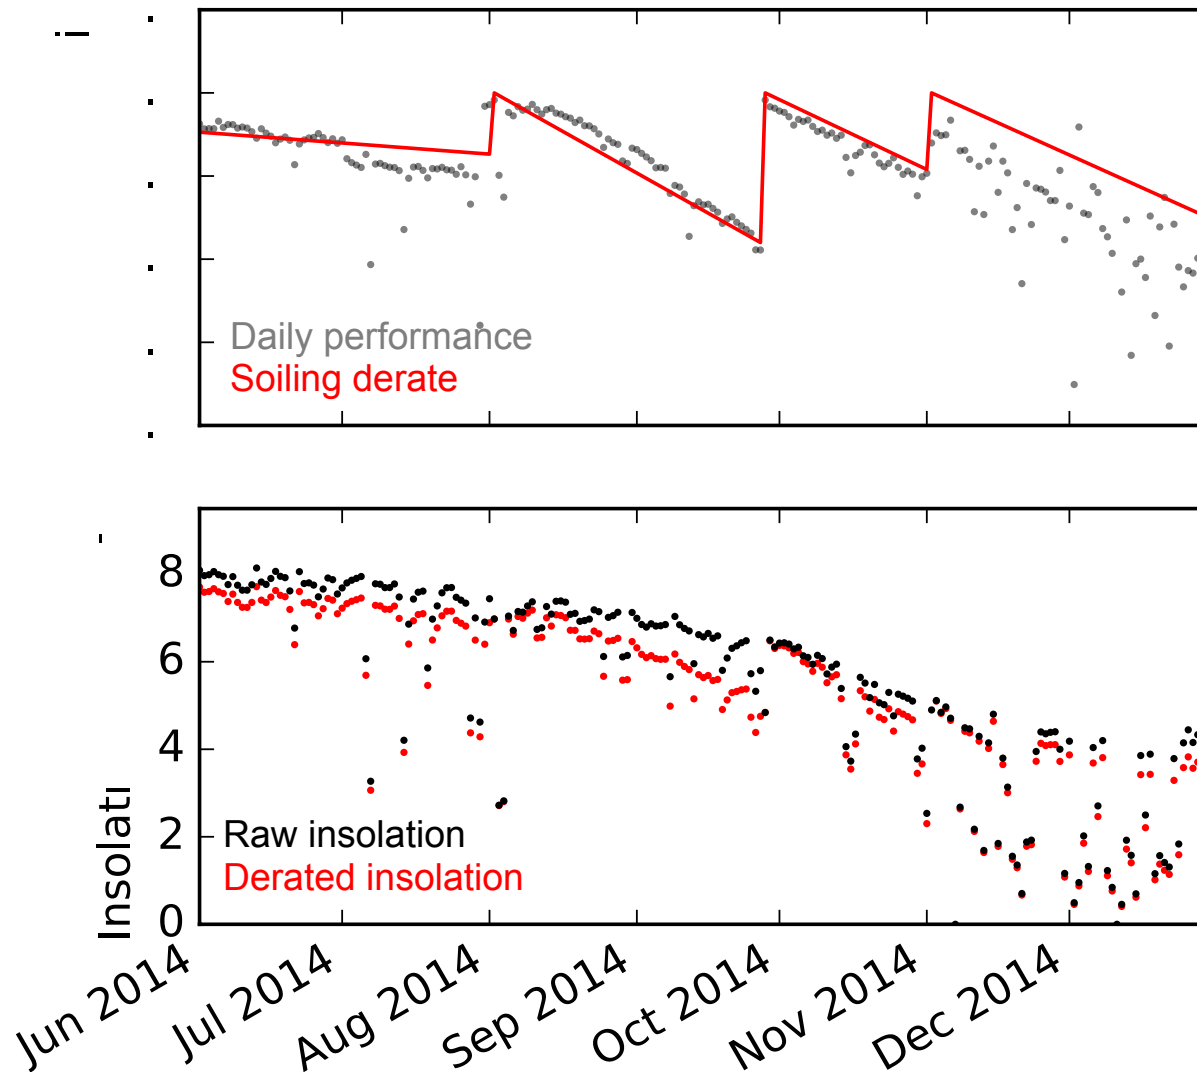 Daily performance
Soiling derate
8
6
4
2
0
Insolati
Raw insolation
Derated insolation
Jun 2014
Jul 2014
Aug 2014
Sep 2014
Oct 2014
Nov 2014
Dec 2014